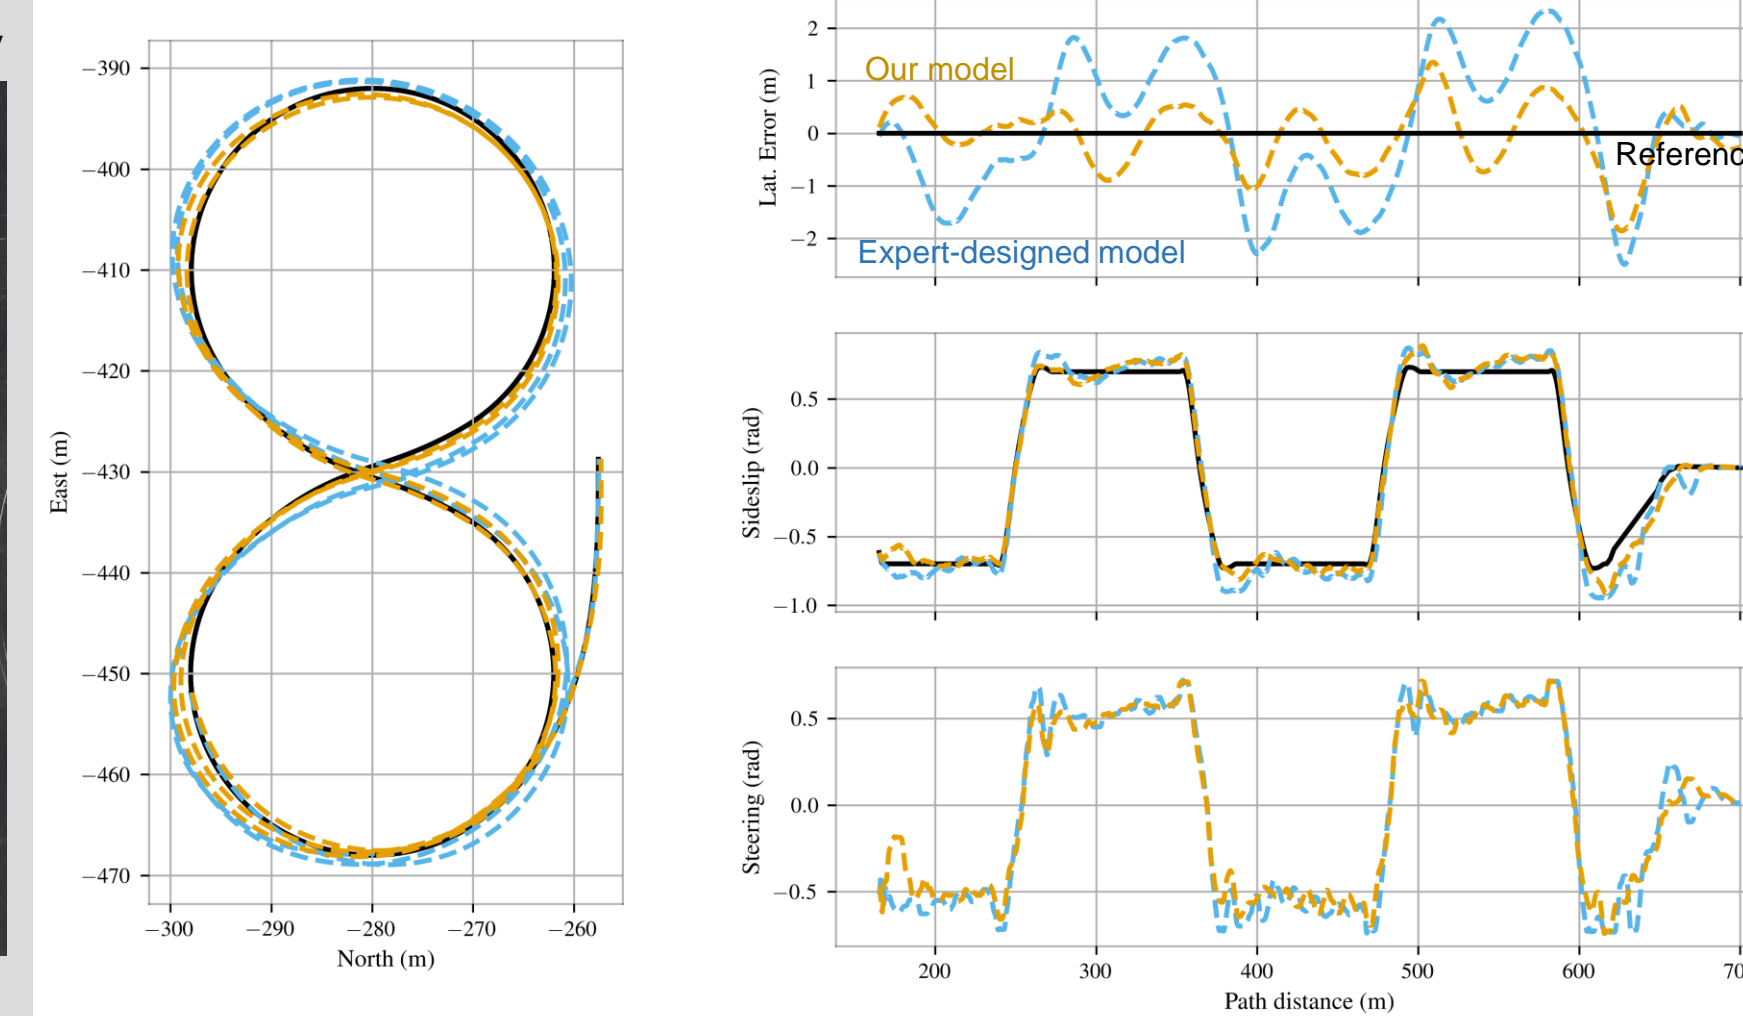 −390
−400
−410
−420
−430
−440
−450
−460
−470
East (m)
−300 −290 −280 −270 −260
North (m)
2
1
0
−1
−2
Lat. Error (m)
Our model
Expert-designed model
Referenc
0.5
0.0
−0.5
−1.0
Sideslip (rad)
0.5
0.0
−0.5
Steering (rad)
200 300 400 500 600 70
Path distance (m)